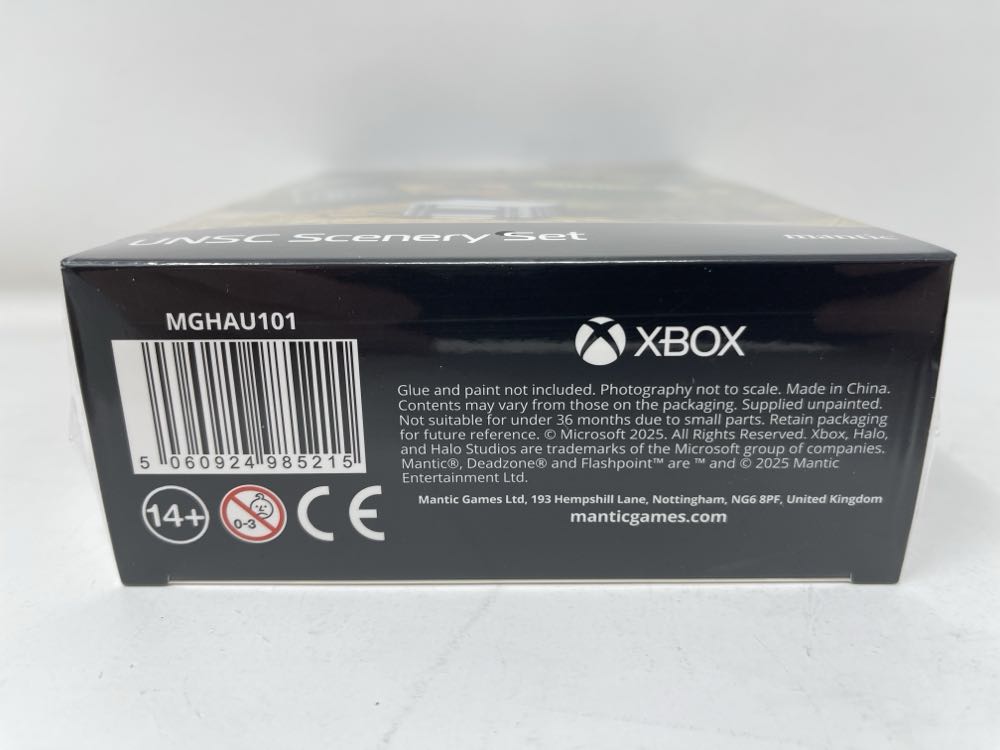 UNSC Scenery Set
mantic
MGHAU101
5 060924 985215
14+
0-3
CE
XBOX
Glue and paint not included. Photography not to scale. Made in China.
Contents may vary from those on the packaging. Supplied unpainted.
Not suitable for under 36 months due to small parts. Retain packaging
for future reference. © Microsoft 2025. All Rights Reserved. Xbox, Halo,
and Halo Studios are trademarks of the Microsoft group of companies.
Mantic®, Deadzone® and Flashpoint™ are ™ and © 2025 Mantic
Entertainment Ltd.
Mantic Games Ltd, 193 Hempshill Lane, Nottingham, NG6 8PF, United Kingdom
manticgames.com